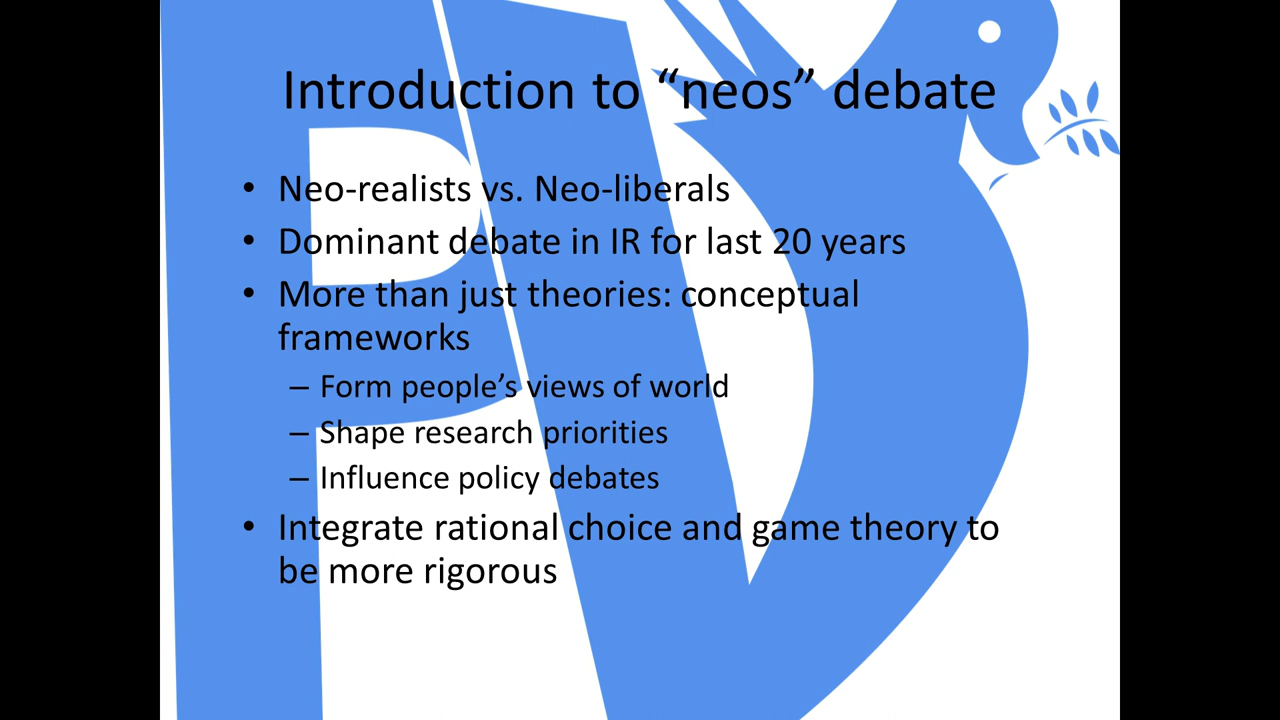 Introduction to “neos” debate
• Neo-realists vs. Neo-liberals
• Dominant debate in IR for last 20 years
• More than just theories: conceptual
frameworks
– Form people’s views of world
– Shape research priorities
– Influence policy debates
• Integrate rational choice and game theory to
be more rigorous